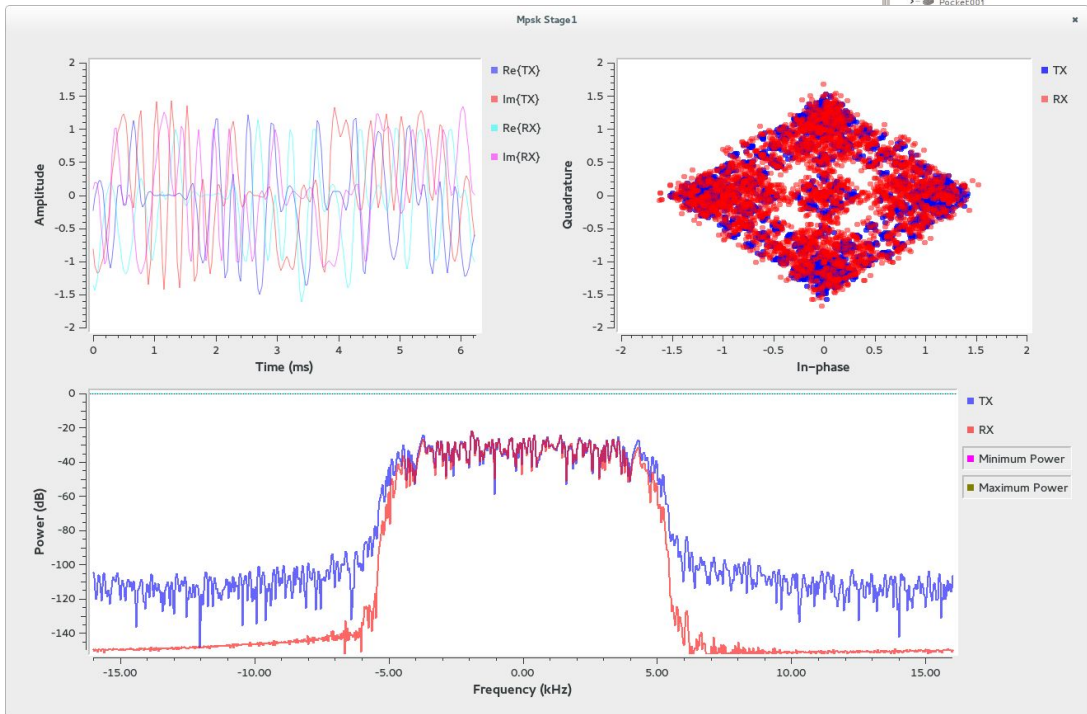 Pocket001
Mpsk Stage1
×
2
1.5
1
0.5
0
-0.5
-1
-1.5
-2
Amplitude
0 1 2 3 4 5 6
Time (ms)
Re{TX}
Im{TX}
Re{RX}
Im{RX}
2
1.5
1
0.5
0
-0.5
-1
-1.5
-2
Quadrature
-2 -1.5 -1 -0.5 0 0.5 1 1.5 2
In-phase
TX
RX
0
-20
-40
-60
-80
-100
-120
-140
Power (dB)
-15.00 -10.00 -5.00 0.00 5.00 10.00 15.00
Frequency (kHz)
TX
RX
Minimum Power
Maximum Power